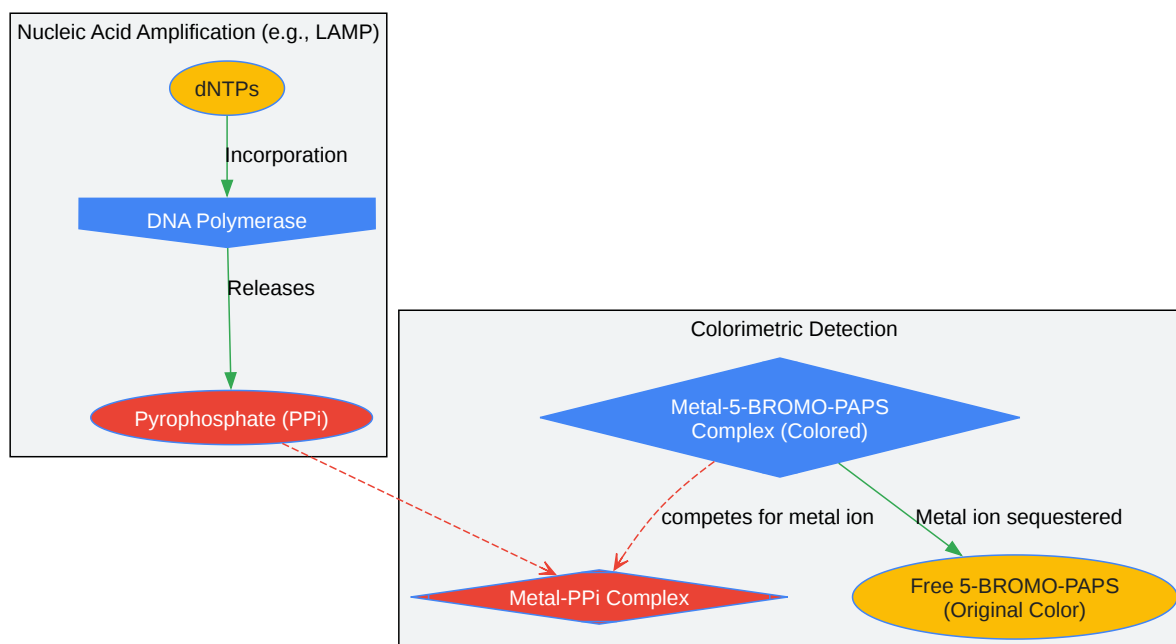 Nucleic Acid Amplification (e.g., LAMP)
dNTPs
Incorporation
DNA Polymerase
Releases
Pyrophosphate (PPi)
Colorimetric Detection
Metal-5-BROMO-PAPS
Complex (Colored)
competes for metal ion
Metal ion sequestered
Metal-PPi Complex
Free 5-BROMO-PAPS
(Original Color)